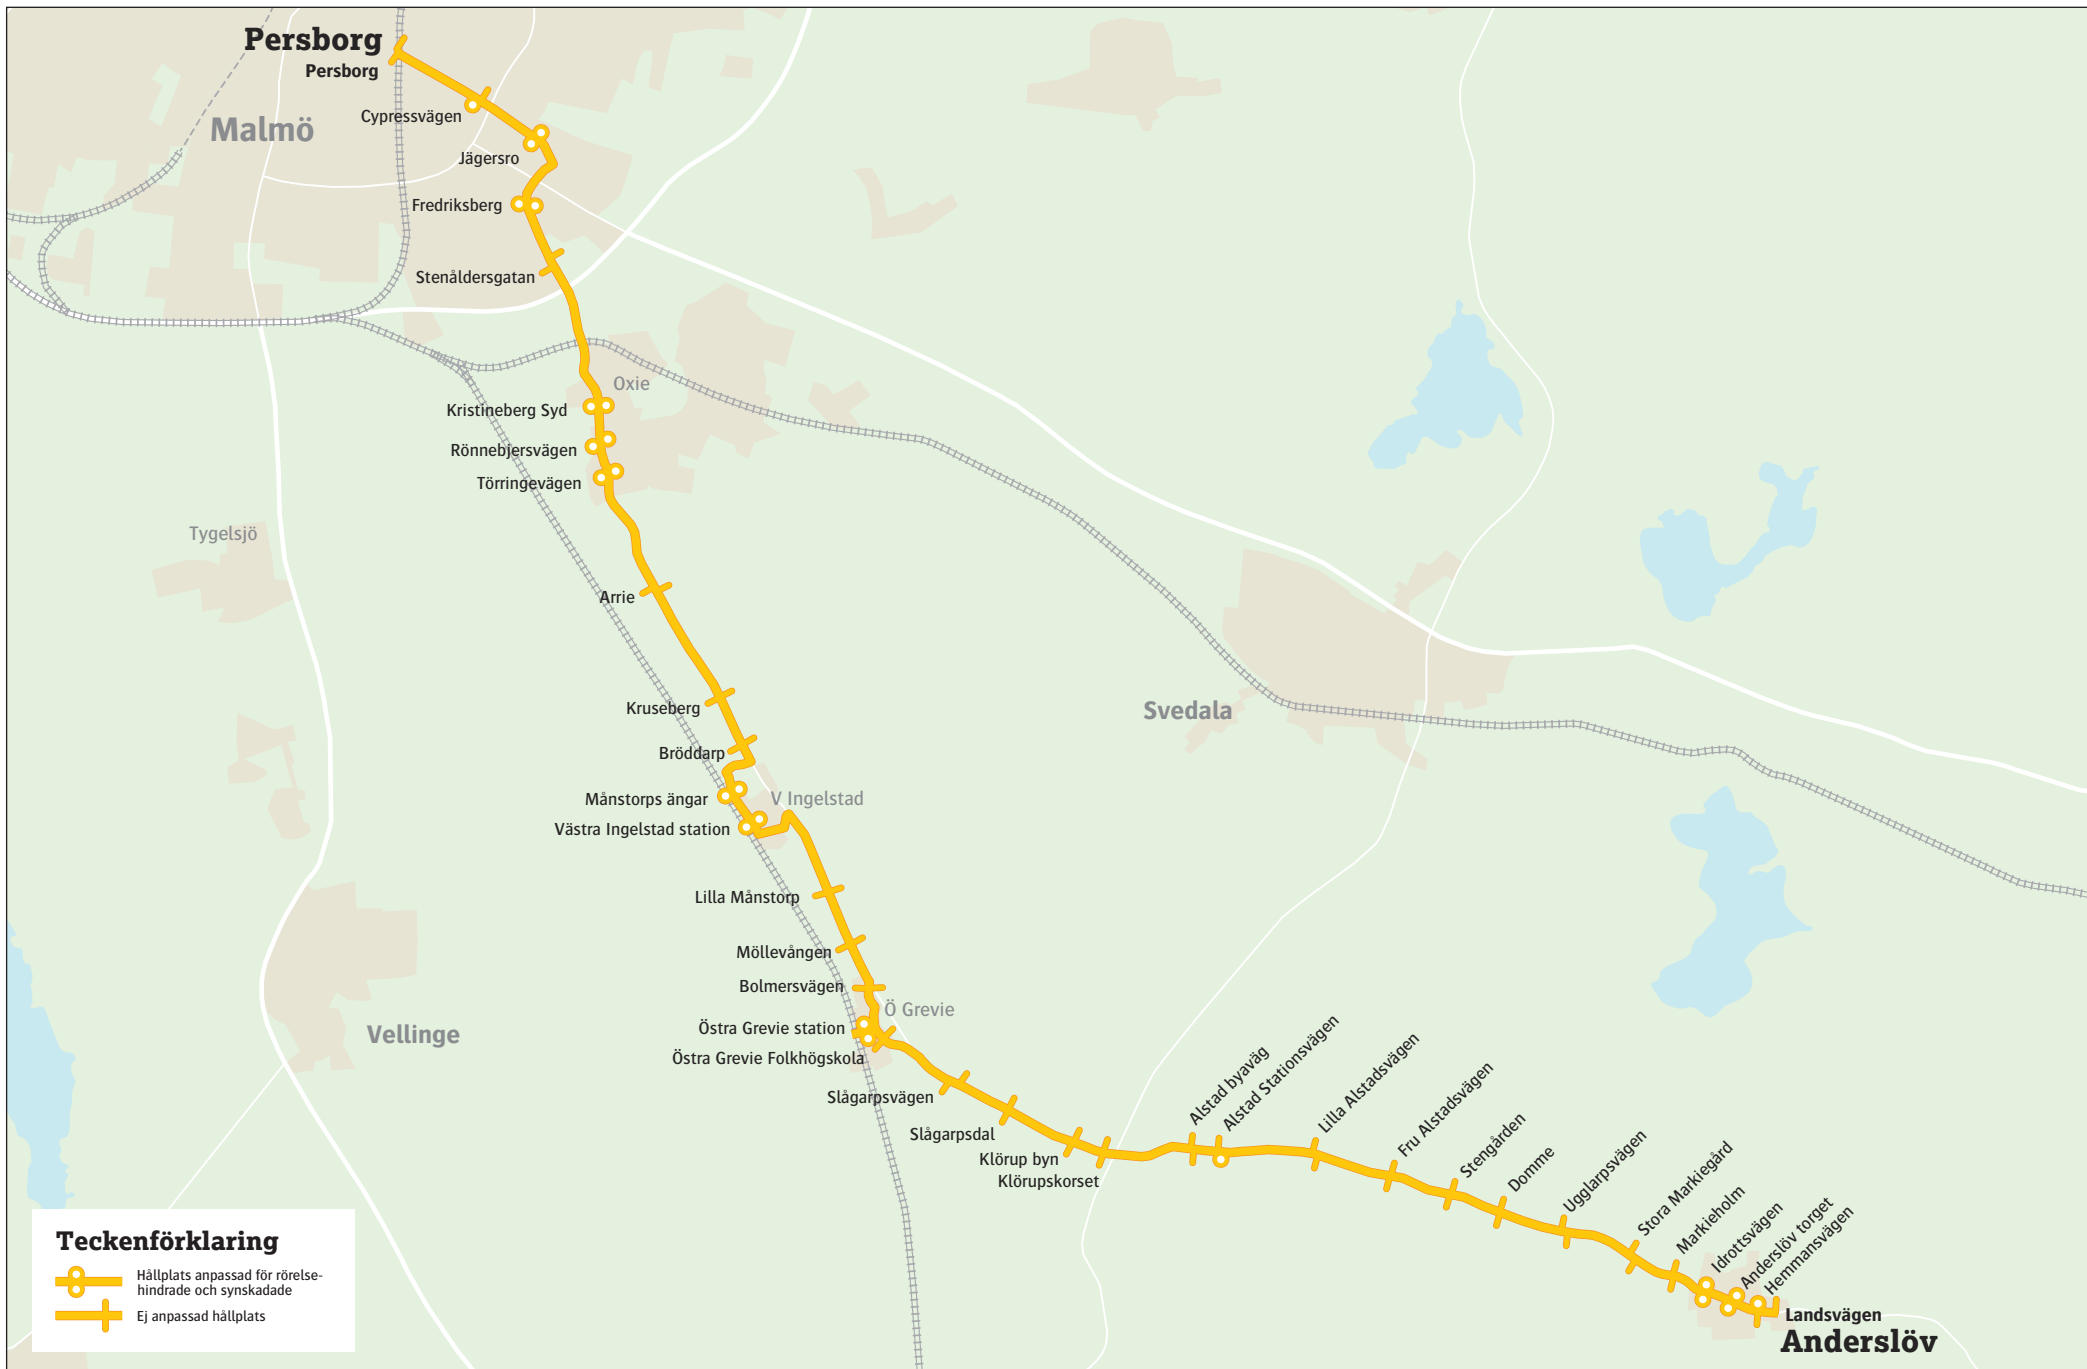 Persborg
Persborg
Malmö
Cypressvägen
Jägersro
Fredriksberg
Stenåldersgatan
Oxie
Kristineberg Syd
Rönnebjersvägen
Törringevägen
Tygelsjö
Arrie
Kruseberg
Svedala
Bröddarp
Månstorps ängar
V Ingelstad
Västra Ingelstad station
Lilla Månstorp
Möllevången
Bolmersvägen
Ö Grevie
Östra Grevie station
Vellinge
Östra Grevie Folkhögskola
Slågarpsvägen
Slågarpsdal
Klörup byn
Klörupskorset
Alstad byaväg
Alstad Stationsvägen
Lilla Alstadsvägen
Fru Alstadsvägen
Stengården
Domme
Ugglarpsvägen
Stora Markiegård
Markieholm
Idrottsvägen
Anderslöv torget
Hemmansvägen
Landsvägen
Anderslöv
Teckenförklaring
Hållplats anpassad för rörelse-
hindrade och synskadade
Ej anpassad hållplats